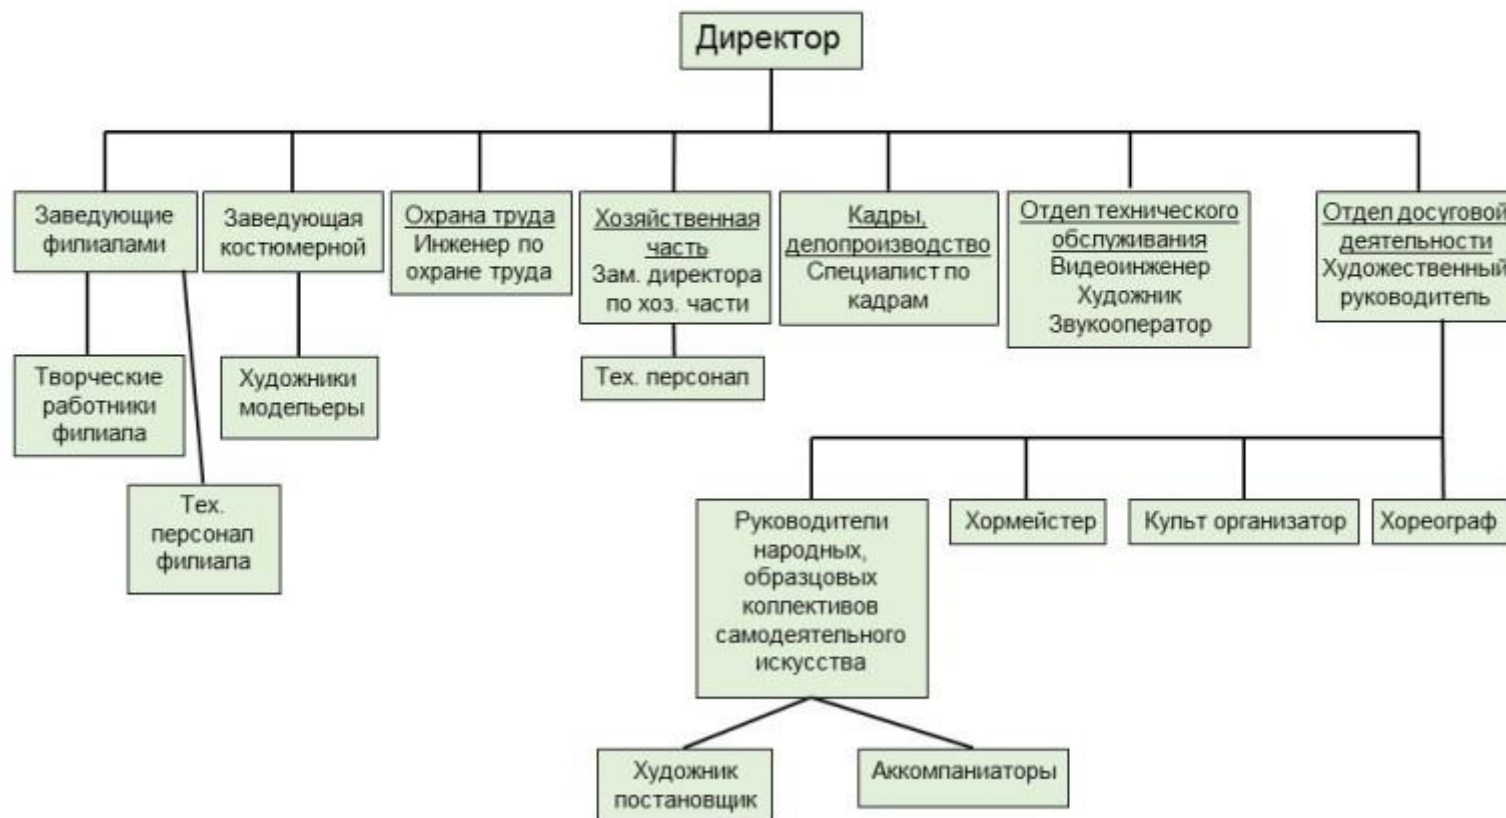 Директор
Заведующие
филиалами
Заведующая
костюмерной
Охрана труда
Инженер по
охране труда
Хозяйственная
часть
Зам. директора
по хоз. части
Кадры,
делопроизводство
Специалист по
кадрам
Отдел технического
обслуживания
Видеоинженер
Художник
Звукооператор
Отдел досуговой
деятельности
Художественный
руководитель
Творческие
работники
филиала
Художники
модельеры
Тех. персонал
Тех.
персонал
филиала
Руководители
народных,
образцовых
коллективов
самодеятельного
искусства
Хормейстер
Культ организатор
Хореограф
Художник
постановщик
Аккомпаниаторы